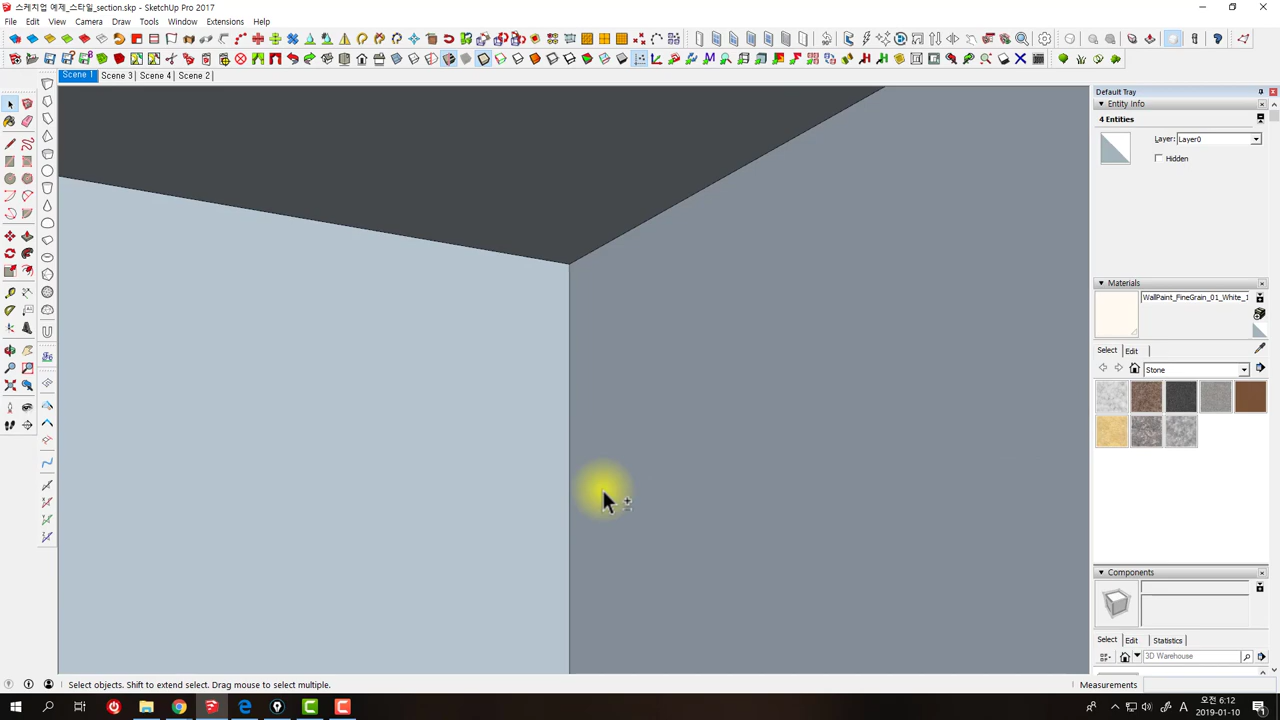 스케치업 예제_스타일_section.skp - SketchUp Pro 2017
File Edit View Camera Draw Tools Window Extensions Help
Scene 1 Scene 3 Scene 4 Scene 2
Default Tray
Entity Info
4 Entities
Layer: Layer0
Hidden
Materials
WallPaint_FineGrain_01_White_1
Select Edit
Stone
Components
Select Edit Statistics
3D Warehouse
Select objects. Shift to extend select. Drag mouse to select multiple.
Measurements
오전 6:12
2019-01-10